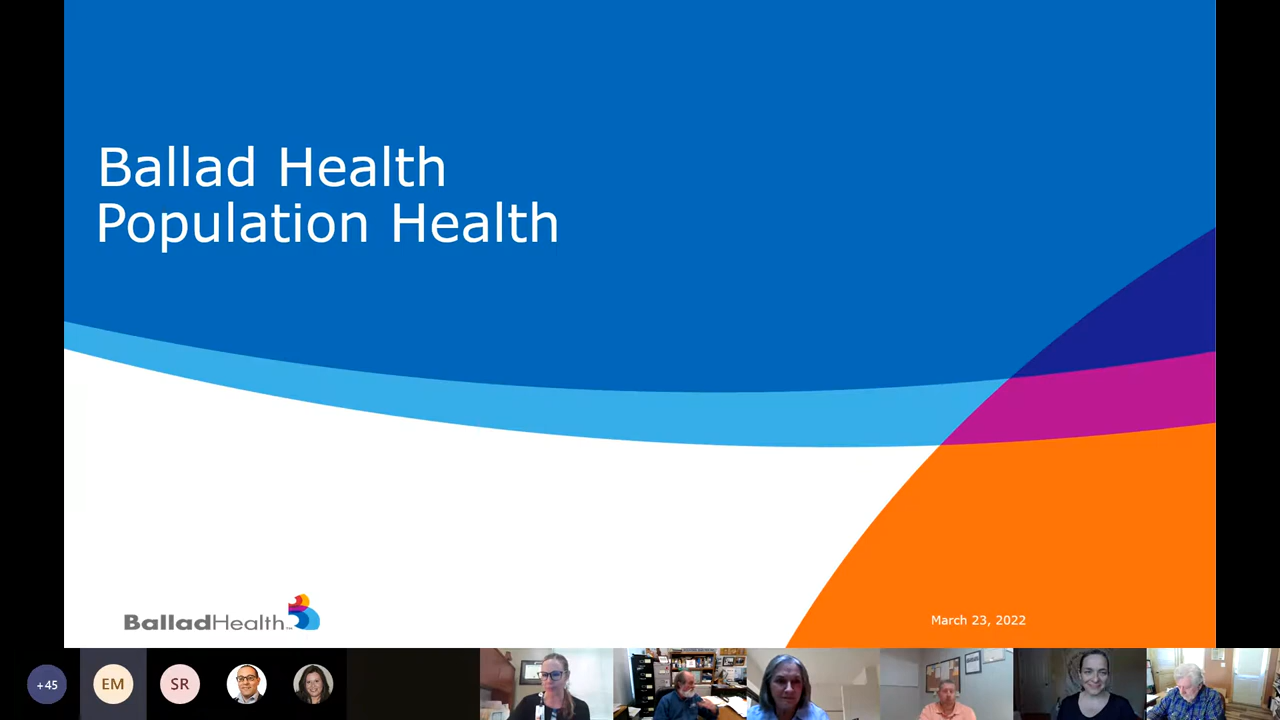 Ballad Health
Population Health
BalladHealth
March 23, 2022
+45
EM
SR